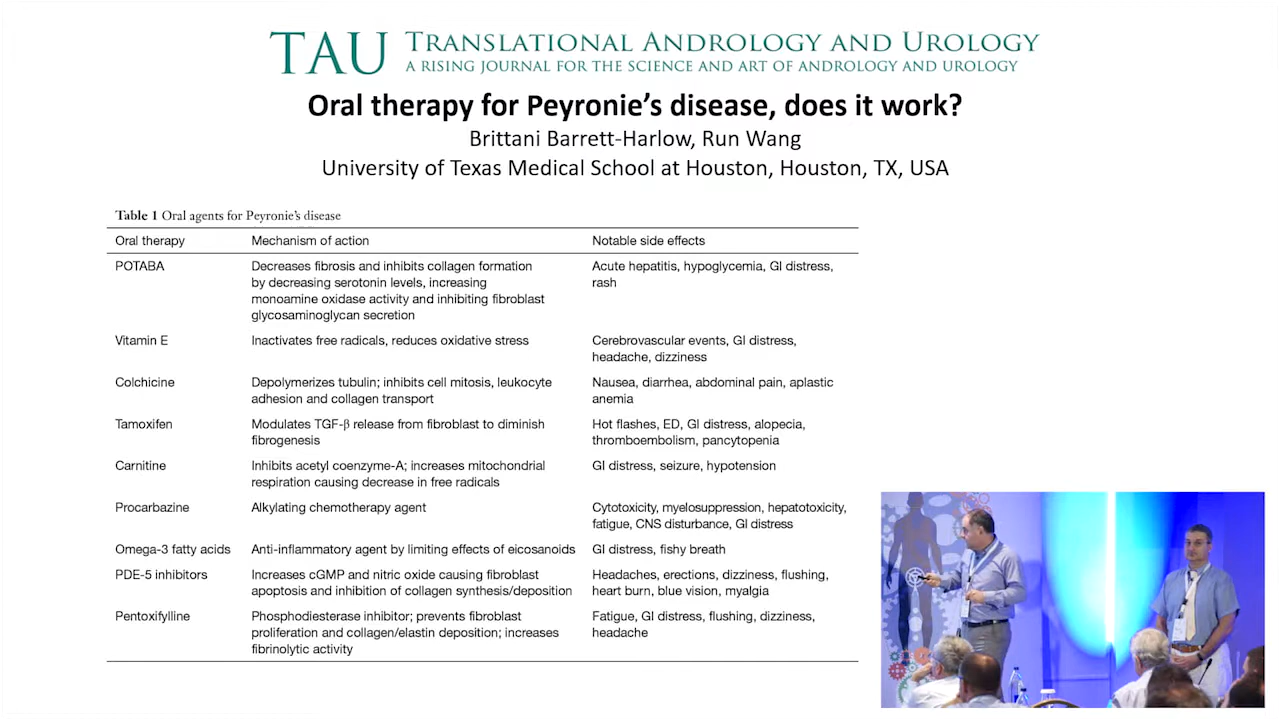 TAU TRANSLATIONAL ANDROLOGY AND UROLOGY
A RISING JOURNAL FOR THE SCIENCE AND ART OF ANDROLOGY AND UROLOGY
Oral therapy for Peyronie's disease, does it work?
Brittani Barrett-Harlow, Run Wang
University of Texas Medical School at Houston, Houston, TX, USA
Table 1 Oral agents for Peyronie's disease
Oral therapy Mechanism of action Notable side effects
POTABA Decreases fibrosis and inhibits collagen formation Acute hepatitis, hypoglycemia, GI distress,
by decreasing serotonin levels, increasing rash
monoamine oxidase activity and inhibiting fibroblast
glycosaminoglycan secretion
Vitamin E Inactivates free radicals, reduces oxidative stress Cerebrovascular events, GI distress,
headache, dizziness
Colchicine Depolymerizes tubulin; inhibits cell mitosis, leukocyte Nausea, diarrhea, abdominal pain, aplastic
adhesion and collagen transport anemia
Tamoxifen Modulates TGF-β release from fibroblast to diminish Hot flashes, ED, GI distress, alopecia,
fibrogenesis thromboembolism, pancytopenia
Carnitine Inhibits acetyl coenzyme-A; increases mitochondrial GI distress, seizure, hypotension
respiration causing decrease in free radicals
Procarbazine Alkylating chemotherapy agent Cytotoxicity, myelosuppression, hepatotoxicity,
fatigue, CNS disturbance, GI distress
Omega-3 fatty acids Anti-inflammatory agent by limiting effects of eicosanoids GI distress, fishy breath
PDE-5 inhibitors Increases cGMP and nitric oxide causing fibroblast Headaches, erections, dizziness, flushing,
apoptosis and inhibition of collagen synthesis/deposition heart burn, blue vision, myalgia
Pentoxifylline Phosphodiesterase inhibitor; prevents fibroblast Fatigue, GI distress, flushing, dizziness,
proliferation and collagen/elastin deposition; increases headache
fibrinolytic activity